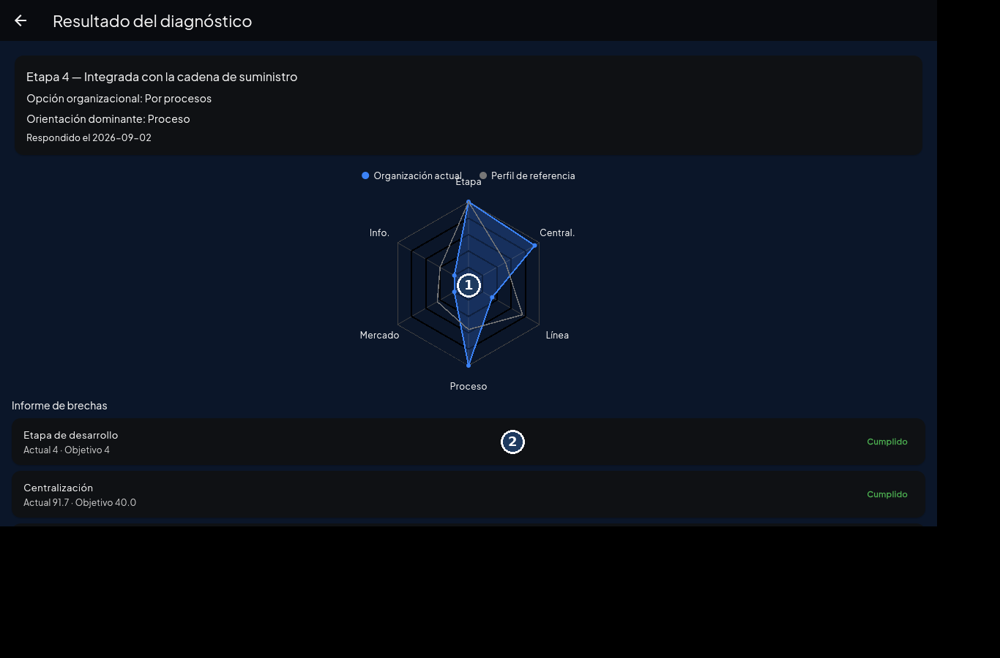 Resultado del diagnóstico
Etapa 4 — Integrada con la cadena de suministro
Opción organizacional: Por procesos
Orientación dominante: Proceso
Respondido el 2026-09-02
Organización actual
Perfil de referencia
Etapa
Info.
Central.
1
Mercado
Línea
Proceso
Informe de brechas
Etapa de desarrollo
Actual 4 · Objetivo 4
2
Cumplido
Centralización
Actual 91.7 · Objetivo 40.0
Cumplido